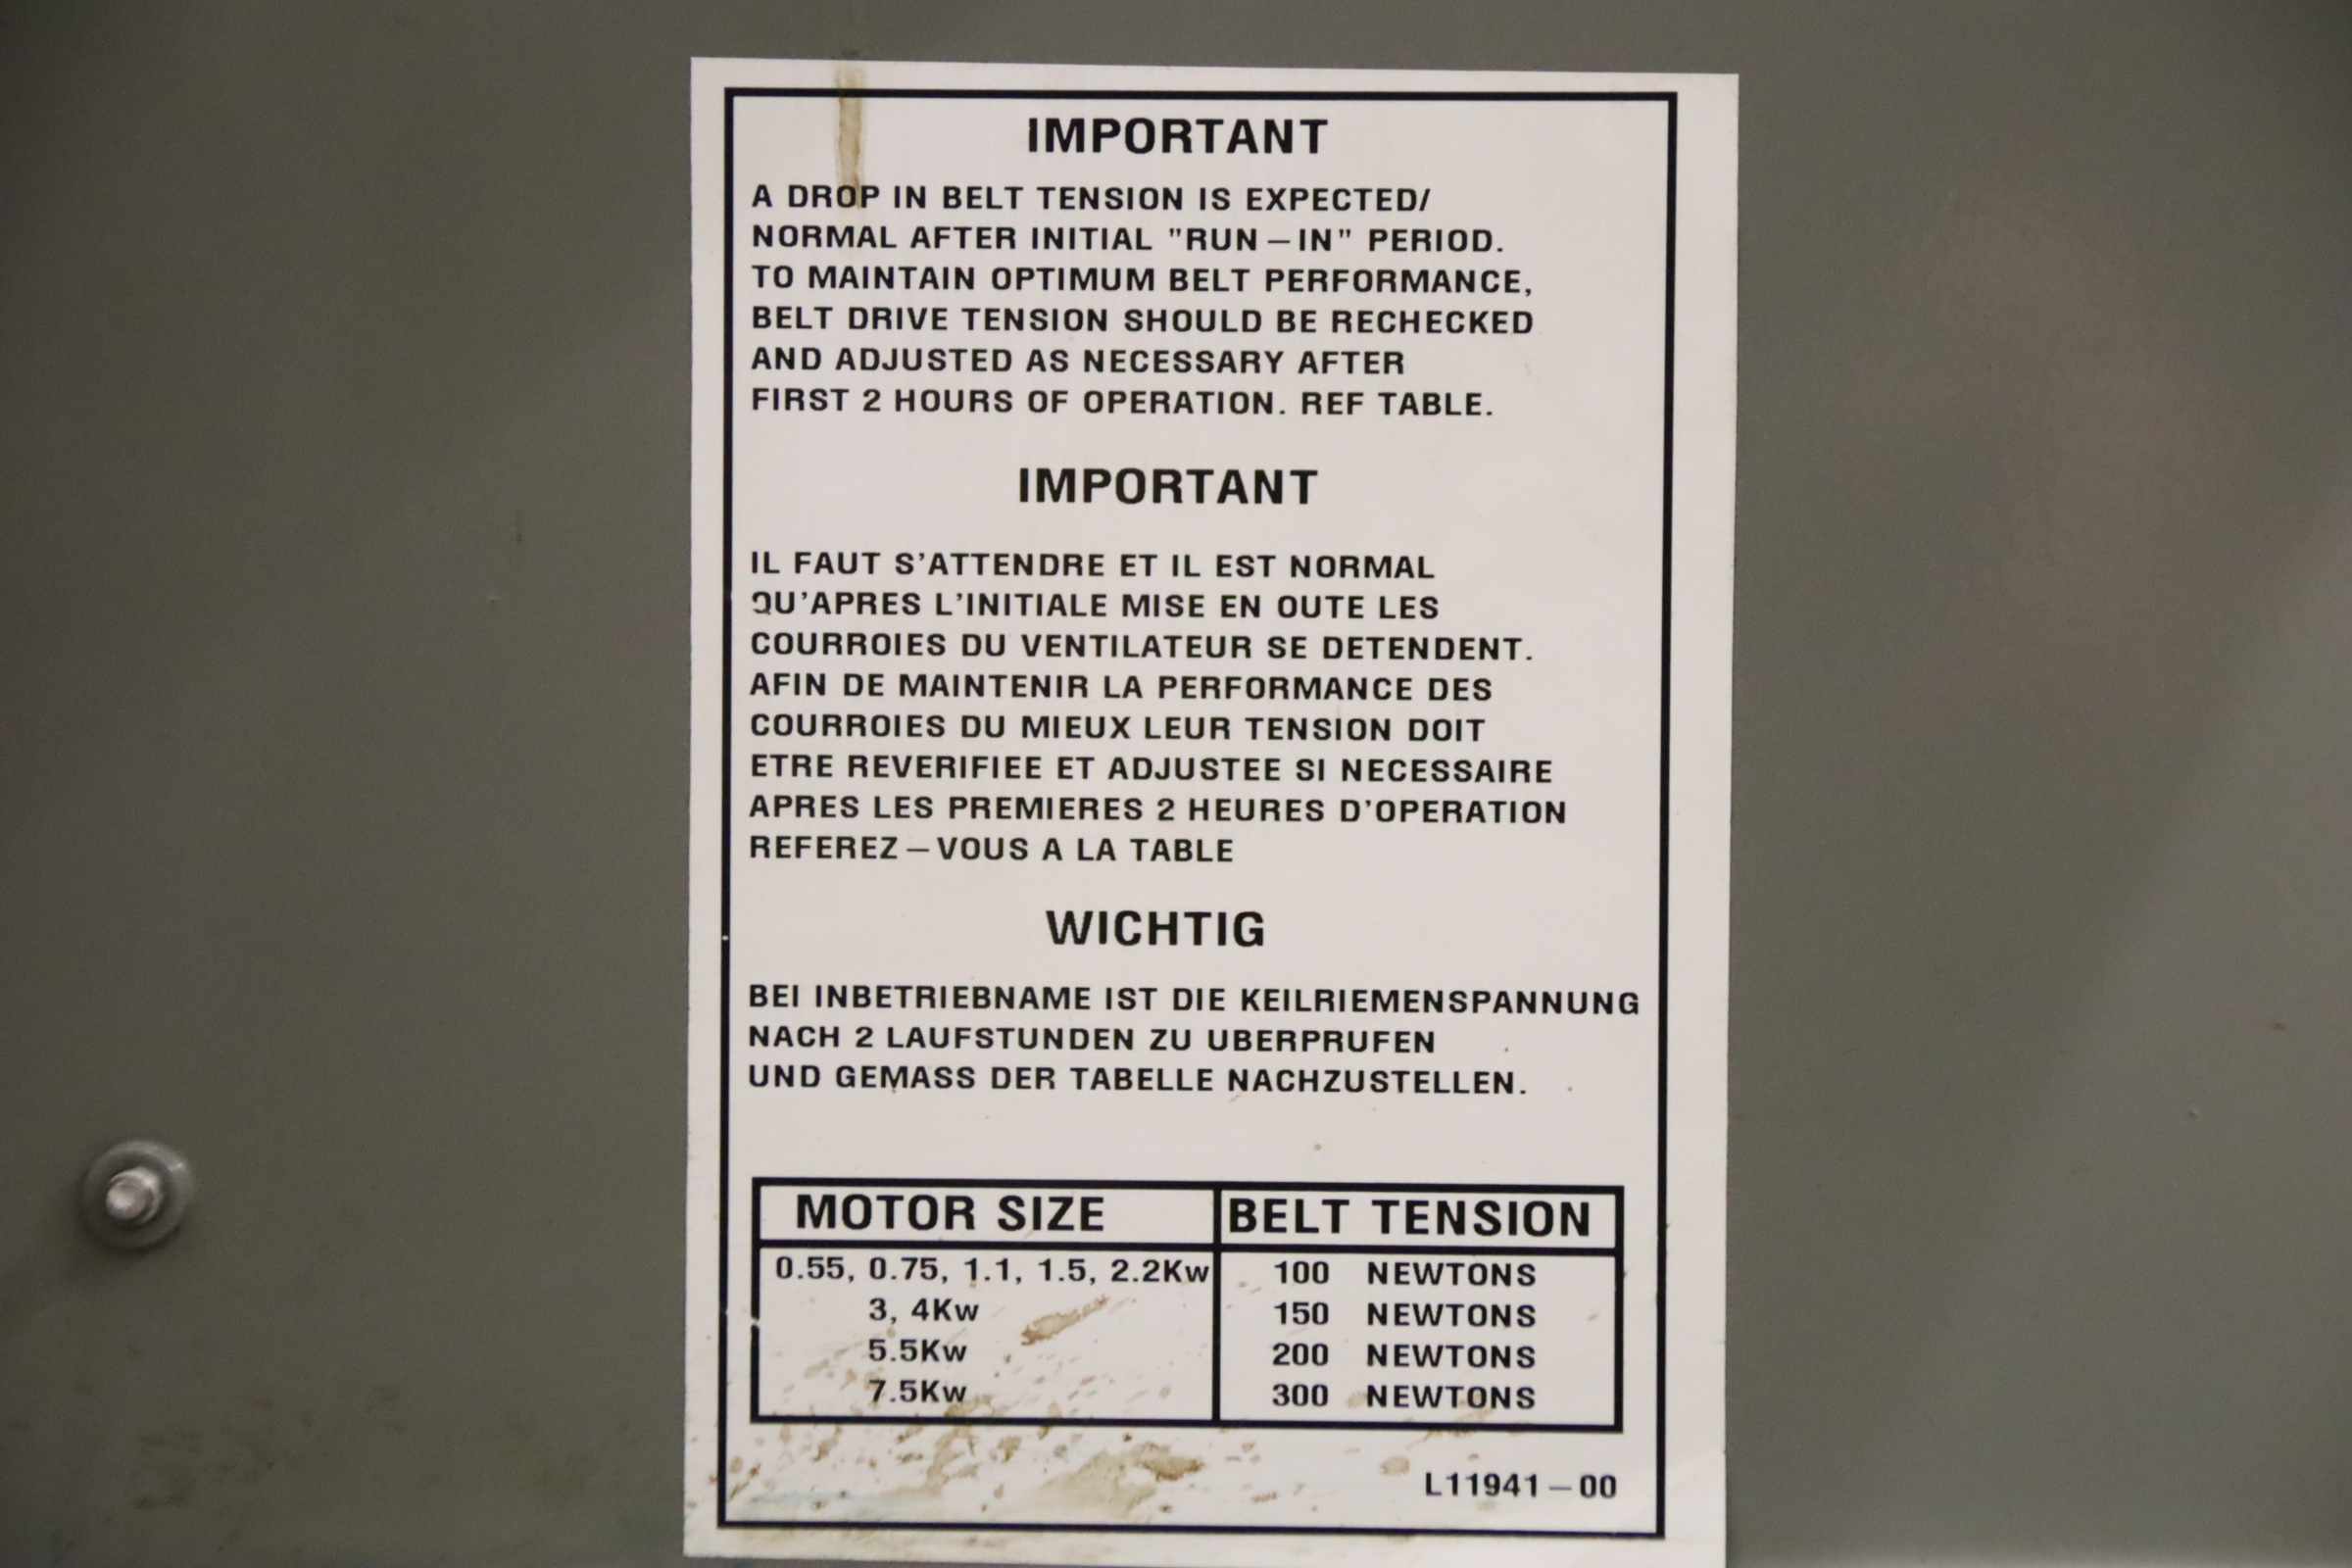 IMPORTANT
A DROP IN BELT TENSION IS EXPECTED/
NORMAL AFTER INITIAL "RUN–IN" PERIOD.
TO MAINTAIN OPTIMUM BELT PERFORMANCE,
BELT DRIVE TENSION SHOULD BE RECHECKED
AND ADJUSTED AS NECESSARY AFTER
FIRST 2 HOURS OF OPERATION. REF TABLE.
IMPORTANT
IL FAUT S'ATTENDRE ET IL EST NORMAL
QU'APRES L'INITIALE MISE EN OUTE LES
COURROIES DU VENTILATEUR SE DETENDENT.
AFIN DE MAINTENIR LA PERFORMANCE DES
COURROIES DU MIEUX LEUR TENSION DOIT
ETRE REVERIFIEE ET ADJUSTEE SI NECESSAIRE
APRES LES PREMIERES 2 HEURES D'OPERATION
REFEREZ–VOUS A LA TABLE
WICHTIG
BEI INBETRIEBNAME IST DIE KEILRIEMENSPANNUNG
NACH 2 LAUFSTUNDEN ZU UBERPRUFEN
UND GEMASS DER TABELLE NACHZUSTELLEN.
MOTOR SIZE BELT TENSION
0.55, 0.75, 1.1, 1.5, 2.2Kw 100 NEWTONS
3, 4Kw 150 NEWTONS
5.5Kw 200 NEWTONS
7.5Kw 300 NEWTONS
L11941–00